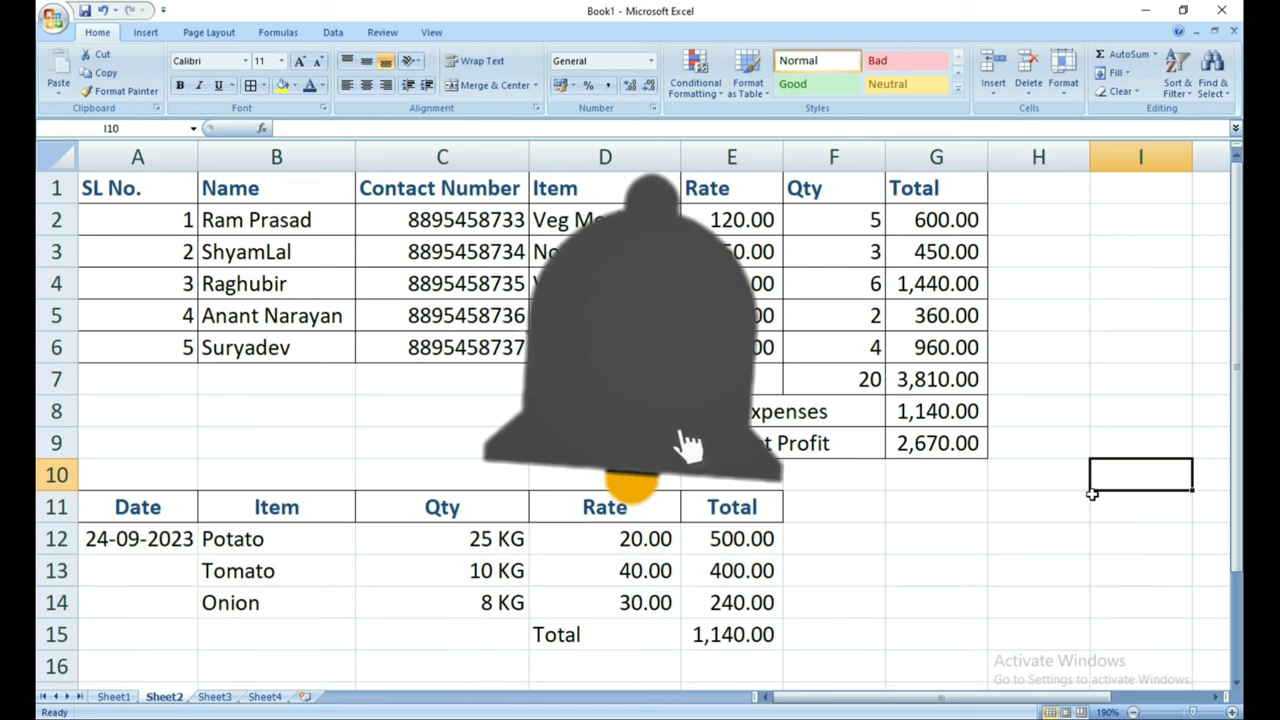 Book1 - Microsoft Excel
Home Insert Page Layout Formulas Data Review View
Cut
Copy
Format Painter
Paste
Clipboard
Calibri 11
B I U
Font
Wrap Text
Merge & Center
Alignment
General
Number
Conditional Formatting
Format as Table
Normal Bad
Good Neutral
Styles
Insert Delete Format
Cells
AutoSum
Fill
Clear
Sort & Filter
Find & Select
Editing
I10 fx
A B C D E F G H I
1 SL No. Name Contact Number Item Rate Qty Total
2 1 Ram Prasad 8895458733 Veg 120.00 5 600.00
3 2 ShyamLal 8895458734 3 450.00
4 3 Raghubir 8895458735 6 1,440.00
5 4 Anant Narayan 8895458736 2 360.00
6 5 Suryadev 8895458737 4 960.00
7 20 3,810.00
8 1,140.00
9 Profit 2,670.00
10
11 Date Item Qty Rate Total
12 24-09-2023 Potato 25 KG 20.00 500.00
13 Tomato 10 KG 40.00 400.00
14 Onion 8 KG 30.00 240.00
15 Total 1,140.00
16
Activate Windows
Go to Settings to activate Windows.
Sheet1 Sheet2 Sheet3 Sheet4
Ready 190%